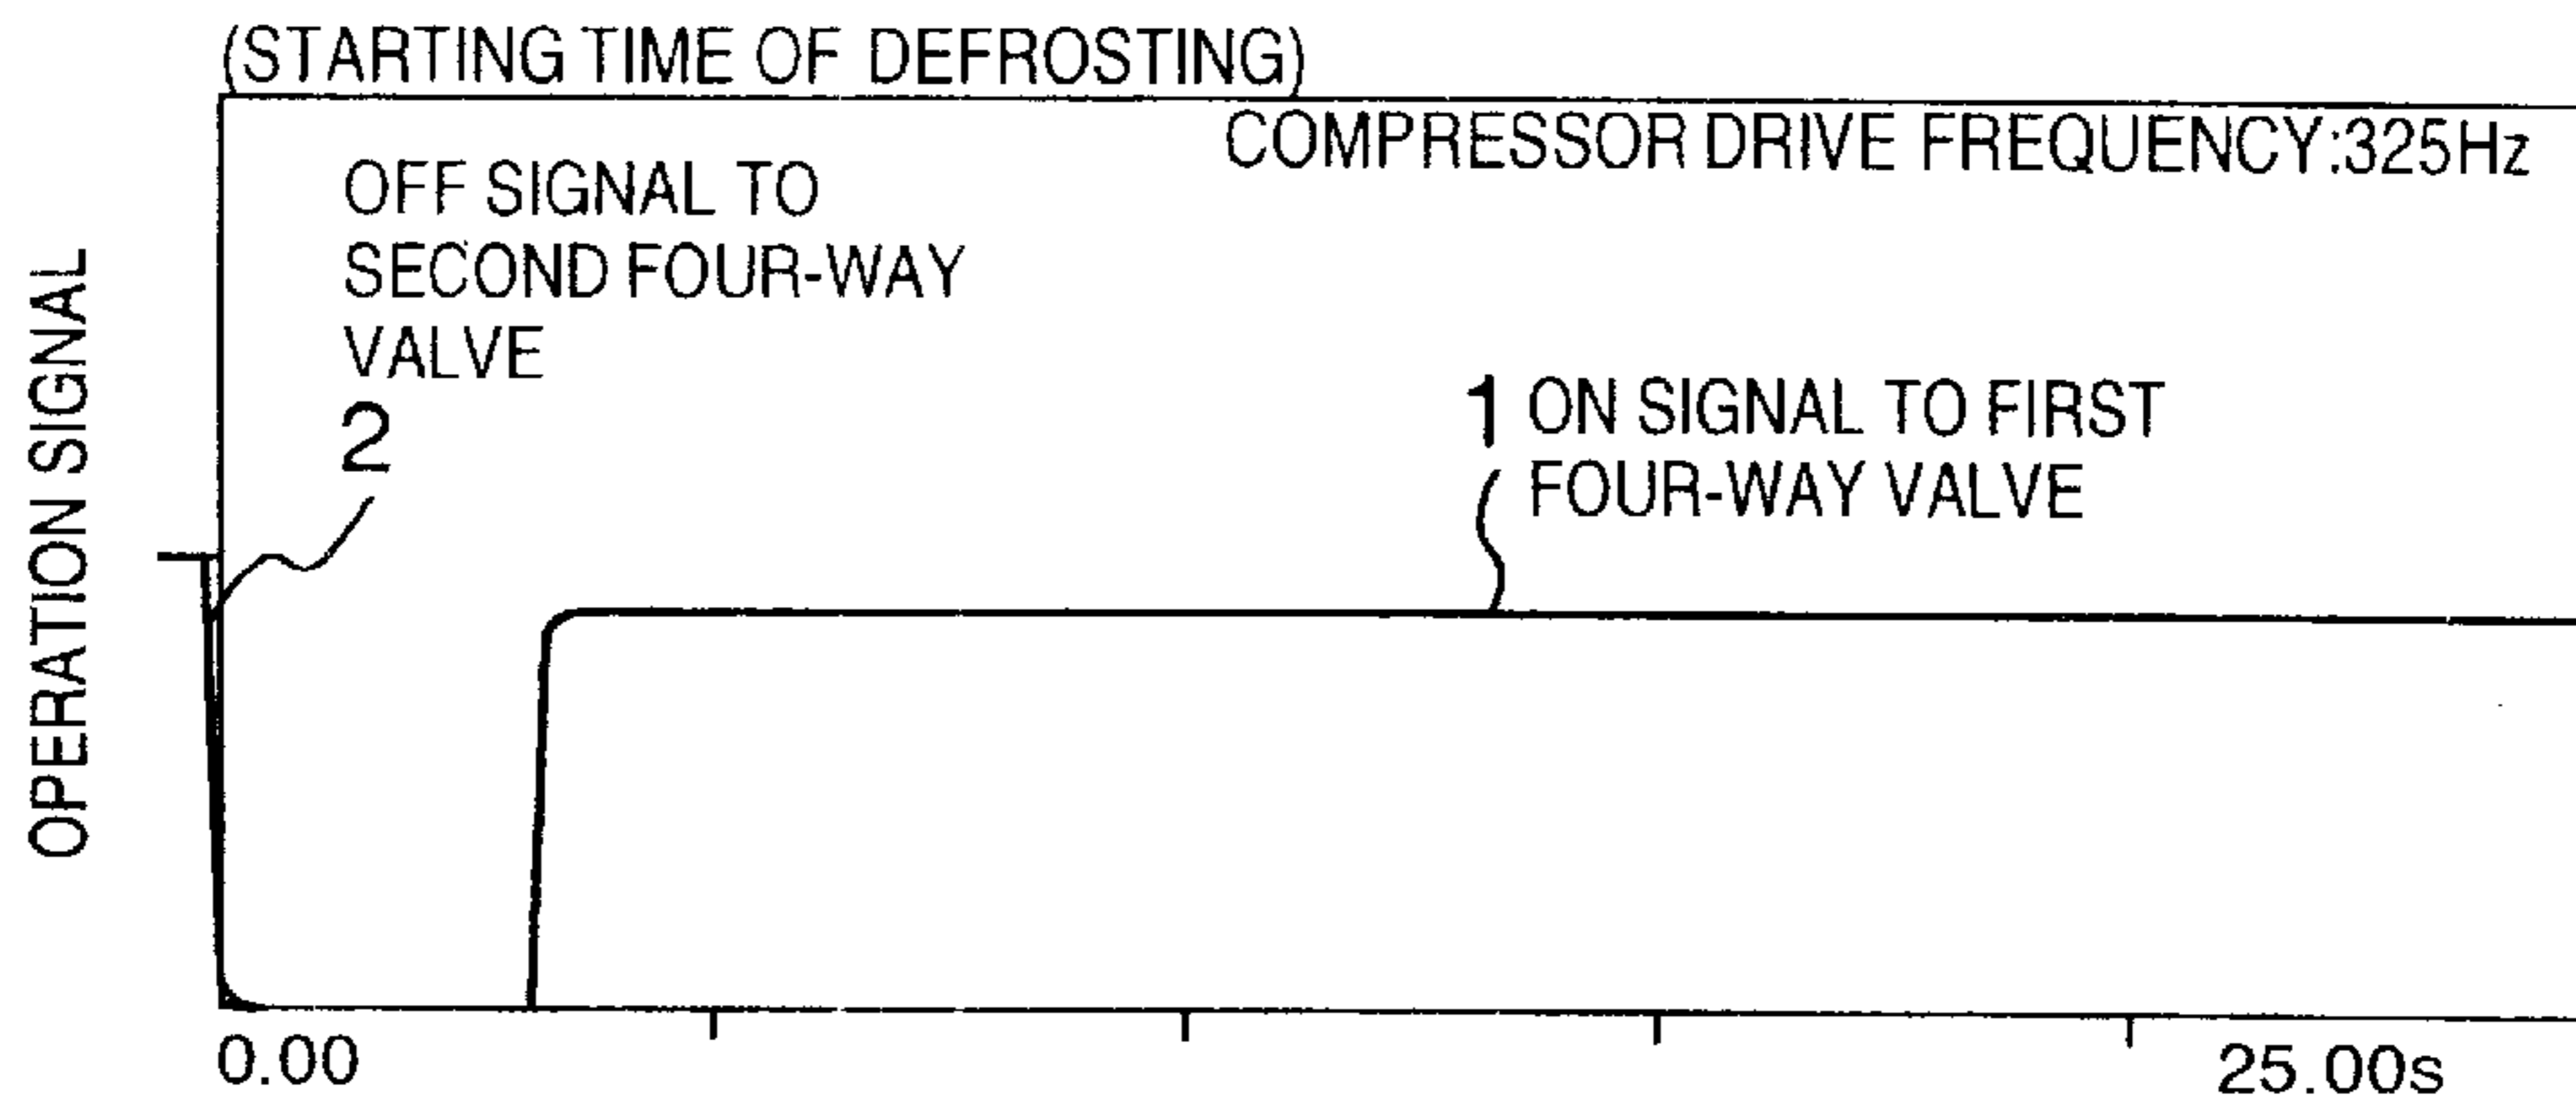 (STARTING TIME OF DEFROSTING)
COMPRESSOR DRIVE FREQUENCY:325Hz
OFF SIGNAL TO
SECOND FOUR-WAY
VALVE
2
1 ON SIGNAL TO FIRST
FOUR-WAY VALVE
OPERATION SIGNAL
0.00
25.00s